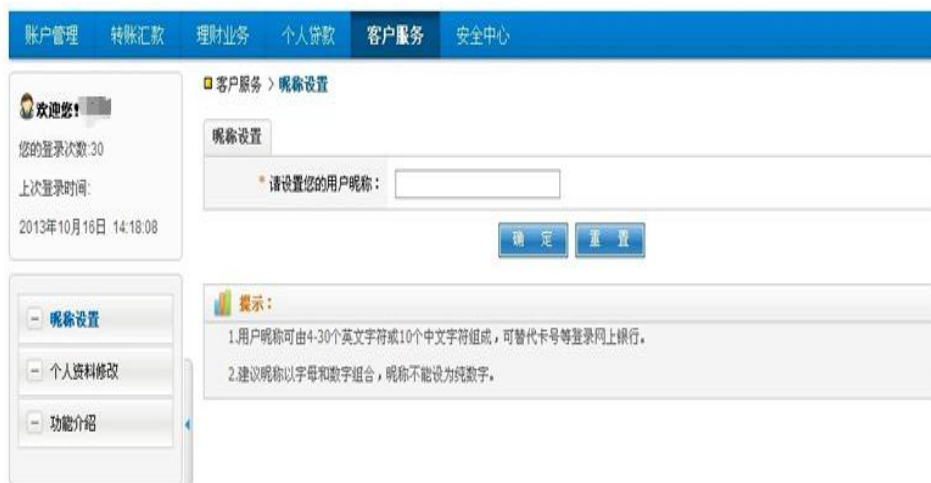 账户管理 转账汇款 理财业务 个人贷款 客户服务 安全中心
客户服务 > 昵称设置
欢迎您!
您的登录次数:30
上次登录时间:
2013年10月16日 14:18:08
昵称设置
* 请设置您的用户昵称：
确 定 重 置
昵称设置
个人资料修改
功能介绍
提示：
1.用户昵称可由4-30个英文字符或10个中文字符组成，可替代卡号等登录网上银行。
2.建议昵称以字母和数字组合，昵称不能设为纯数字。